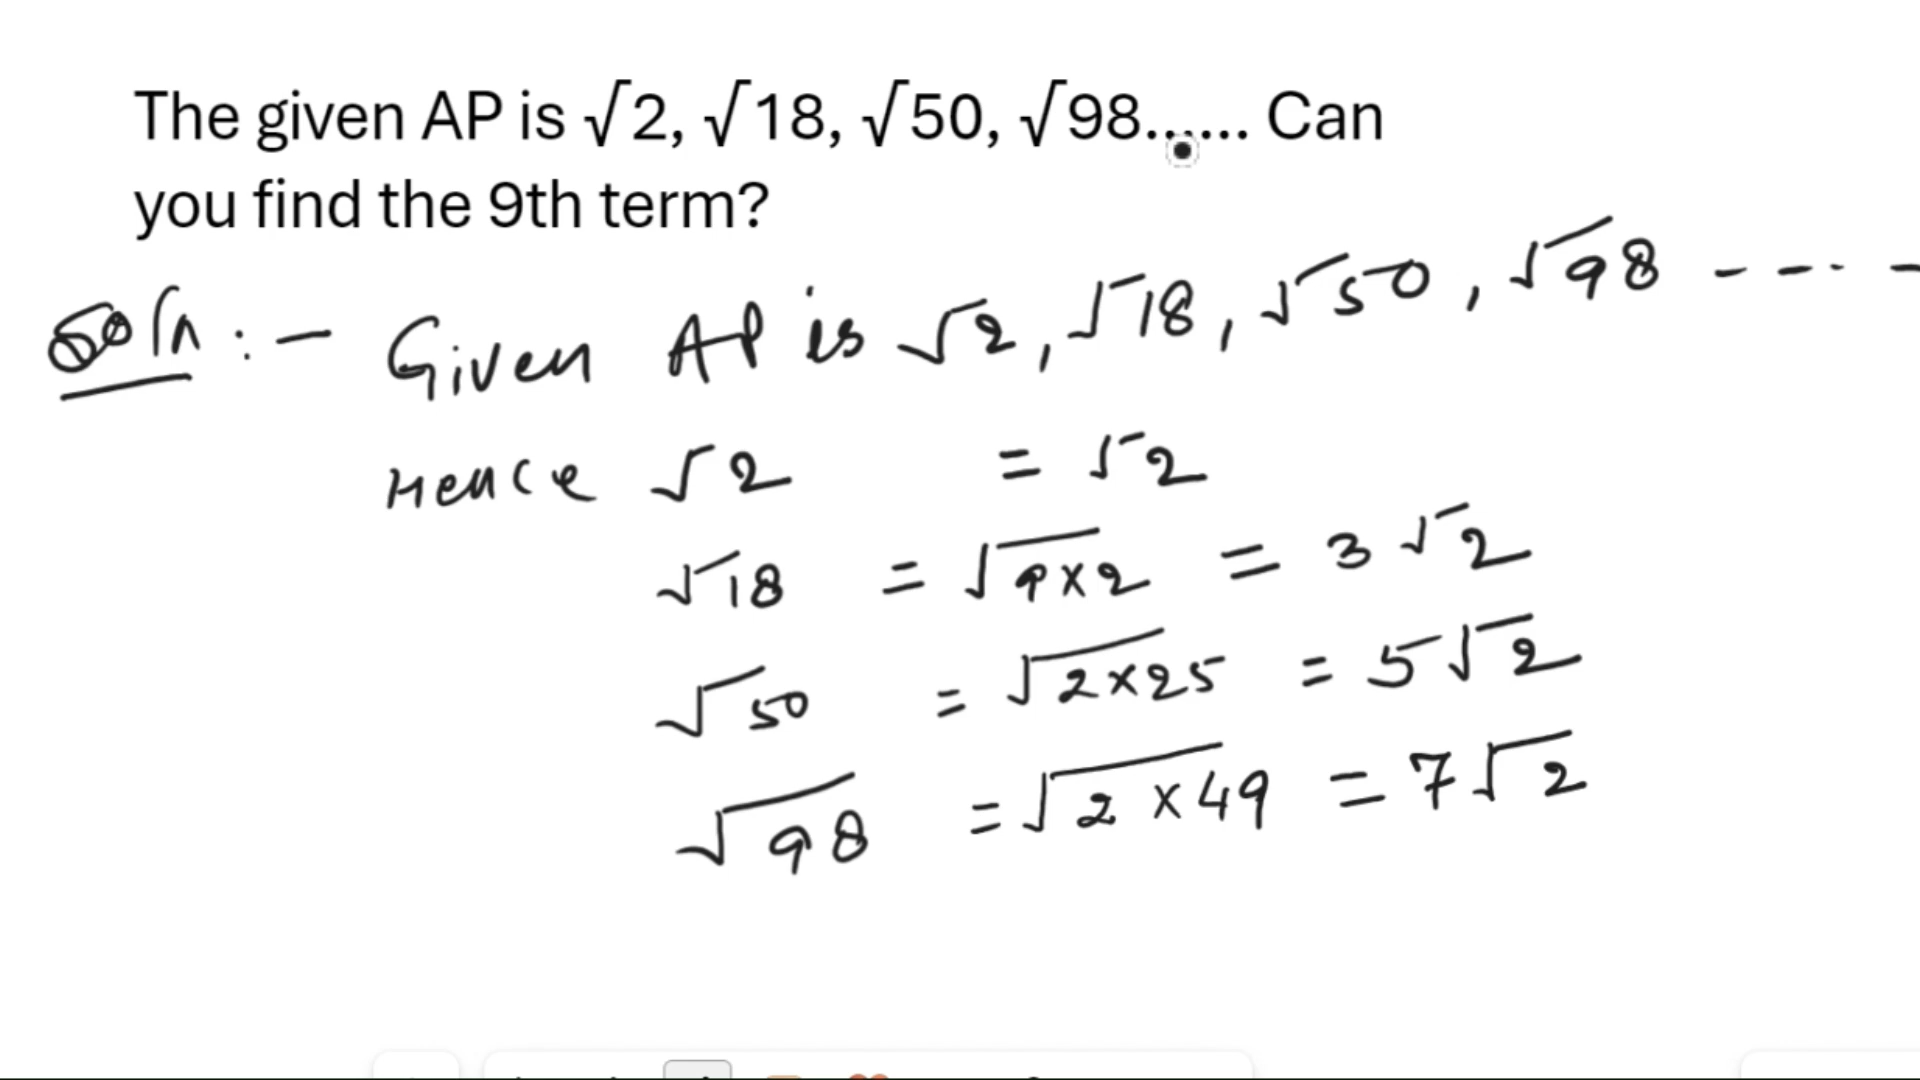 The given AP is √2, √18, √50, √98...... Can
you find the 9th term?
Soln :- Given AP is √2, √18, √50, √98 - - - -
Hence √2 = √2
√18 = √9×2 = 3√2
√50 = √2×25 = 5√2
√98 = √2×49 = 7√2